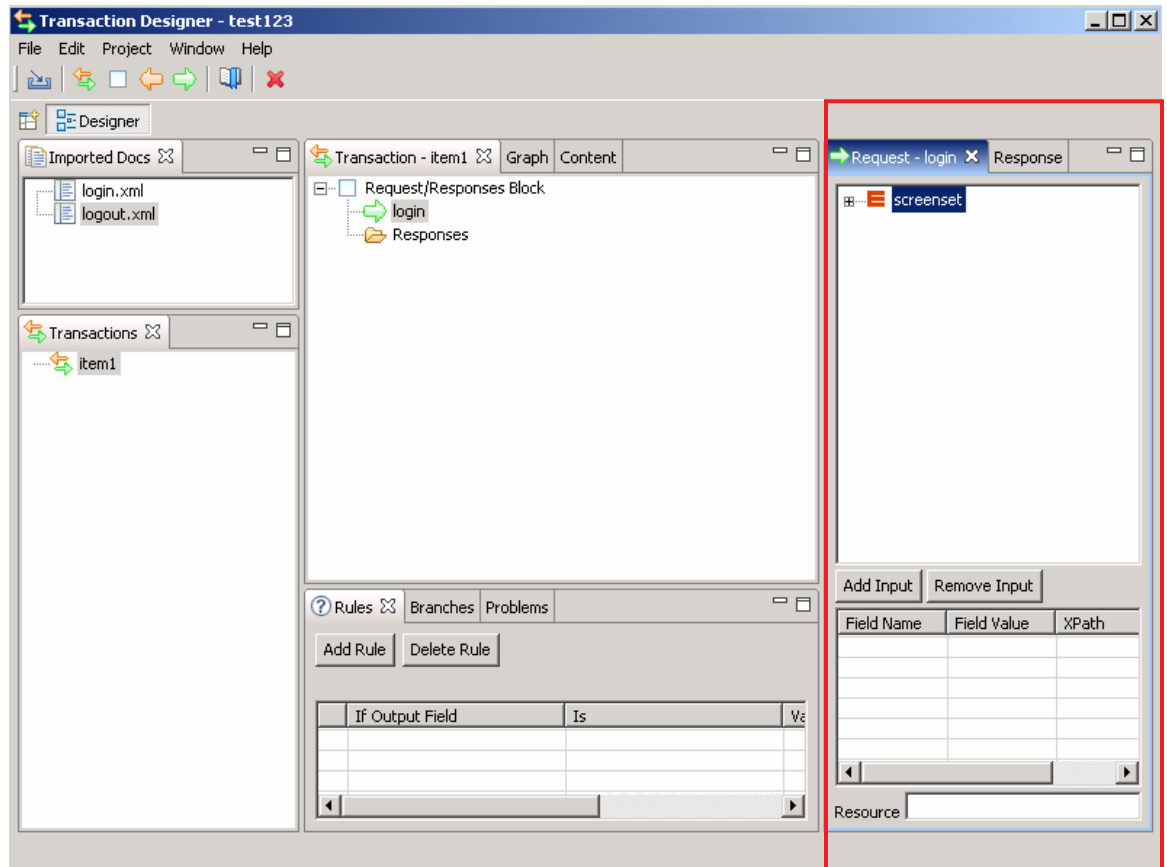 Transaction Designer - test123
File Edit Project Window Help
Designer
Imported Docs
login.xml
logout.xml
Transactions
item1
Transaction - item1 Graph Content
Request/Responses Block
login
Responses
Rules Branches Problems
Add Rule Delete Rule
If Output Field Is Va
Request - login Response
screenset
Add Input Remove Input
Field Name Field Value XPath
Resource